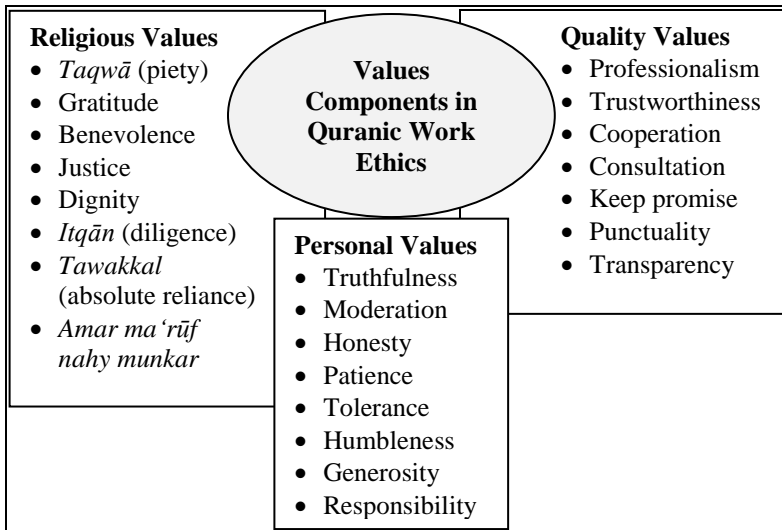 Religious Values
• Taqwā (piety)
• Gratitude
• Benevolence
• Justice
• Dignity
• Itqān (diligence)
• Tawakkal
(absolute reliance)
• Amar ma‘rūf
nahy munkar
Values
Components in
Quranic Work
Ethics
Quality Values
• Professionalism
• Trustworthiness
• Cooperation
• Consultation
• Keep promise
• Punctuality
• Transparency
Personal Values
• Truthfulness
• Moderation
• Honesty
• Patience
• Tolerance
• Humbleness
• Generosity
• Responsibility